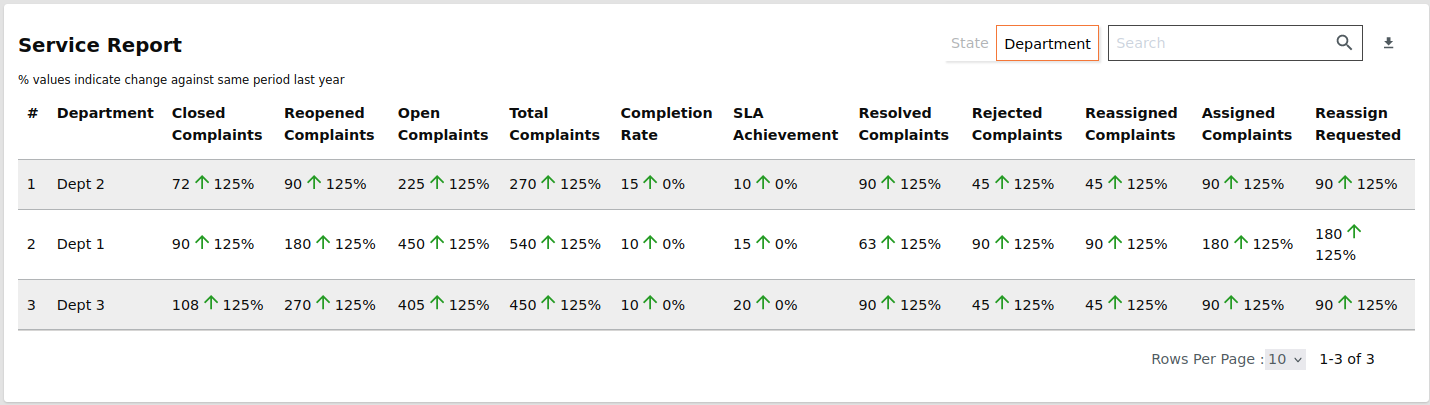 Service Report
State Department Search
% values indicate change against same period last year
# Department Closed Complaints Reopened Complaints Open Complaints Total Complaints Completion Rate SLA Achievement Resolved Complaints Rejected Complaints Reassigned Complaints Assigned Complaints Reassign Requested
1 Dept 2 72 ↑ 125% 90 ↑ 125% 225 ↑ 125% 270 ↑ 125% 15 ↑ 0% 10 ↑ 0% 90 ↑ 125% 45 ↑ 125% 45 ↑ 125% 90 ↑ 125% 90 ↑ 125%
2 Dept 1 90 ↑ 125% 180 ↑ 125% 450 ↑ 125% 540 ↑ 125% 10 ↑ 0% 15 ↑ 0% 63 ↑ 125% 90 ↑ 125% 90 ↑ 125% 180 ↑ 125% 180 ↑ 125%
3 Dept 3 108 ↑ 125% 270 ↑ 125% 405 ↑ 125% 450 ↑ 125% 10 ↑ 0% 20 ↑ 0% 90 ↑ 125% 45 ↑ 125% 45 ↑ 125% 90 ↑ 125% 90 ↑ 125%
Rows Per Page : 10 1-3 of 3